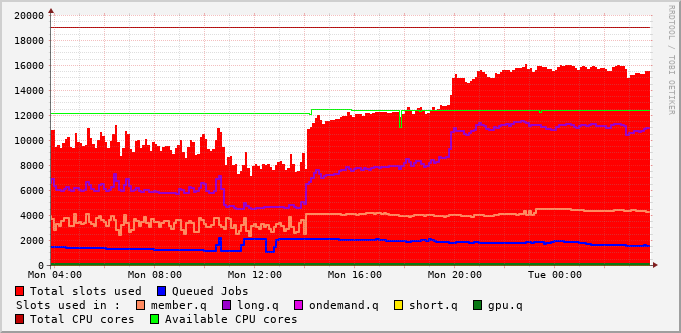 RRDTOOL / TOBI OETIKER
20000
18000
16000
14000
12000
10000
8000
6000
4000
2000
0
Mon 04:00 Mon 08:00 Mon 12:00 Mon 16:00 Mon 20:00 Tue 00:00
Total slots used Queued Jobs
Slots used in : member.q long.q ondemand.q short.q gpu.q
Total CPU cores Available CPU cores